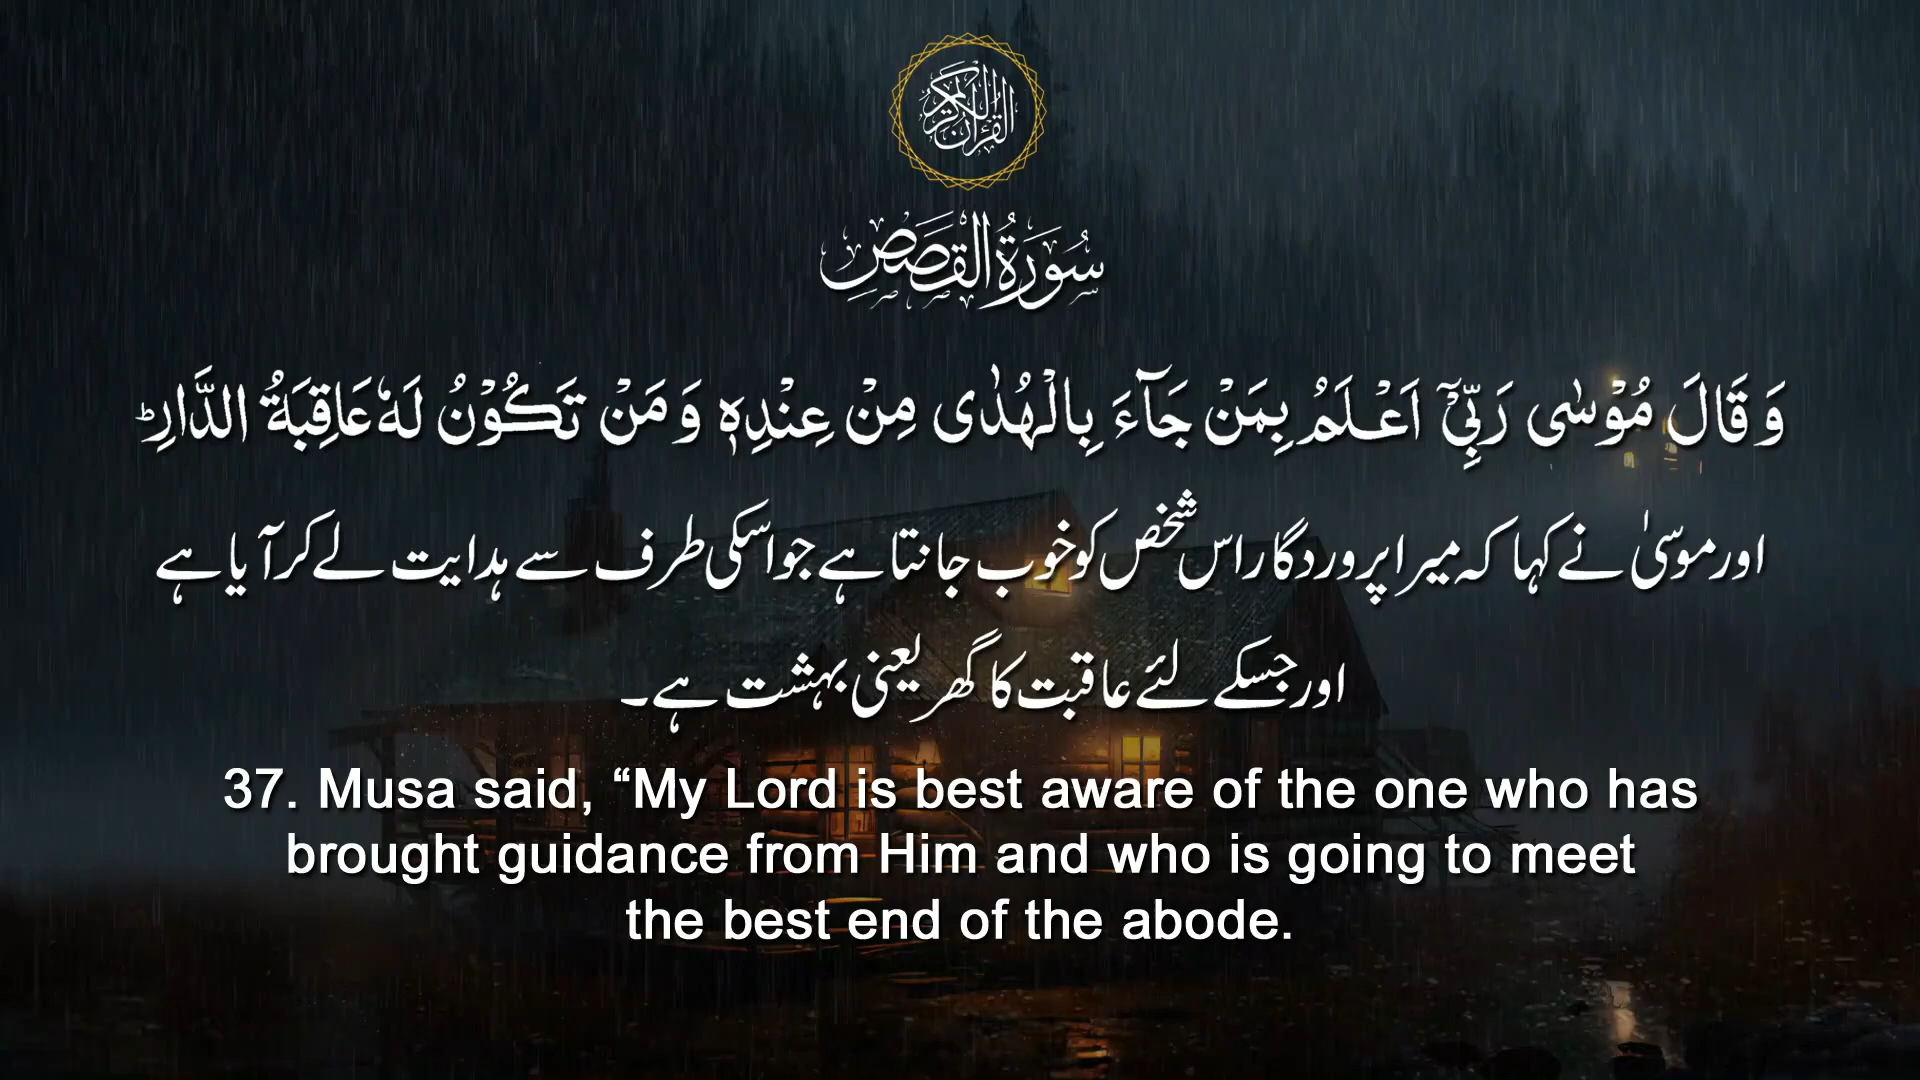 القرآن الكريم
سُورَةُ الْقَصَصِ
وَ قَالَ مُوْسٰى رَبِّیْۤ اَعْلَمُ بِمَنْ جَآءَ بِالْهُدٰى مِنْ عِنْدِهٖ وَ مَنْ تَكُوْنُ لَهٗ عَاقِبَةُ الدَّارِؕ
اور موسیٰ نے کہا کہ میرا پروردگار اس شخص کو خوب جانتا ہے جو اسکی طرف سے ہدایت لے کر آیا ہے
اور جسکے لئے عاقبت کا گھر یعنی بہشت ہے۔
37. Musa said, “My Lord is best aware of the one who has
brought guidance from Him and who is going to meet
the best end of the abode.